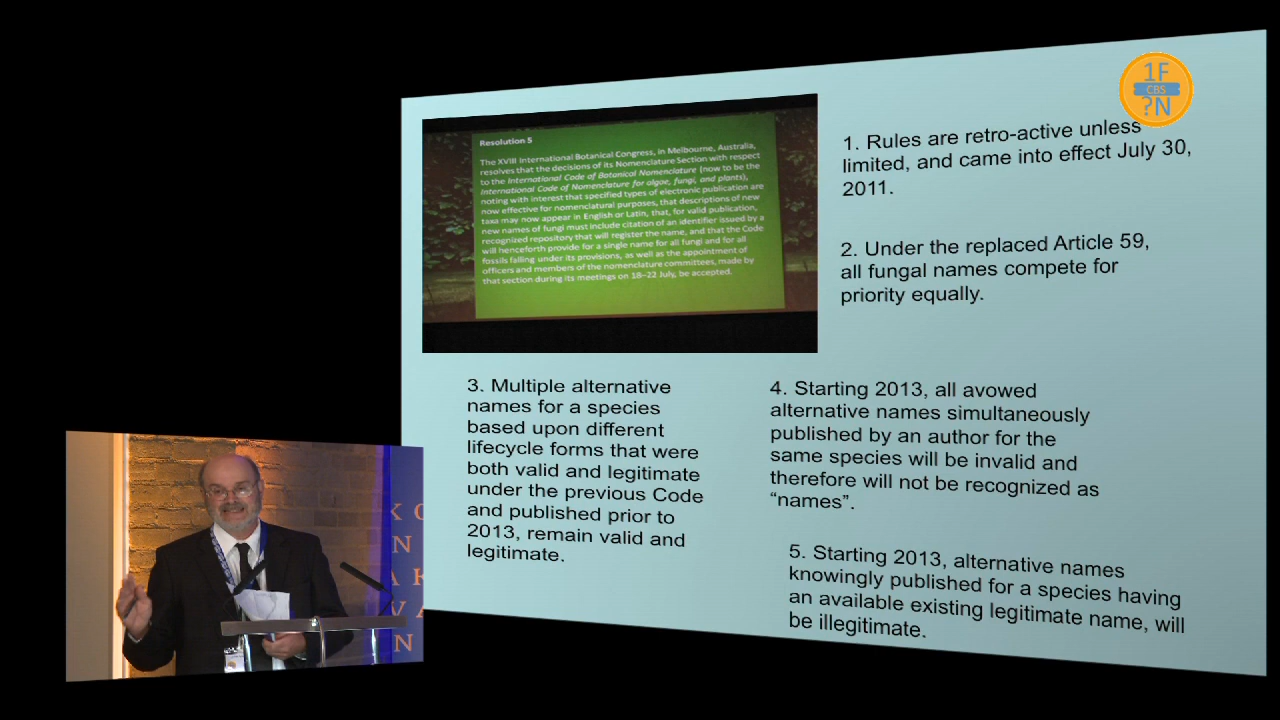 1F
CBS
?N
Resolution 5
The XVIII International Botanical Congress, in Melbourne, Australia,
resolves that the decisions of its Nomenclature Section with respect
to the International Code of Botanical Nomenclature (now to be the
International Code of Nomenclature for algae, fungi, and plants),
noting with interest that specified types of electronic publication are
now effective for nomenclatural purposes, that descriptions of new
taxa may now appear in English or Latin, that, for valid publication,
new names of fungi must include citation of an identifier issued by a
recognized repository that will register the name, and that the Code
will henceforth provide for a single name for all fungi and for all
fossils falling under its provisions, as well as the appointment of
officers and members of the nomenclature committees, made by
that section during its meetings on 18–22 July, be accepted.
1. Rules are retro-active unless
limited, and came into effect July 30,
2011.
2. Under the replaced Article 59,
all fungal names compete for
priority equally.
3. Multiple alternative
names for a species
based upon different
lifecycle forms that were
both valid and legitimate
under the previous Code
and published prior to
2013, remain valid and
legitimate.
4. Starting 2013, all avowed
alternative names simultaneously
published by an author for the
same species will be invalid and
therefore will not be recognized as
“names”.
5. Starting 2013, alternative names
knowingly published for a species having
an available existing legitimate name, will
be illegitimate.
K
N
A K
V A
N